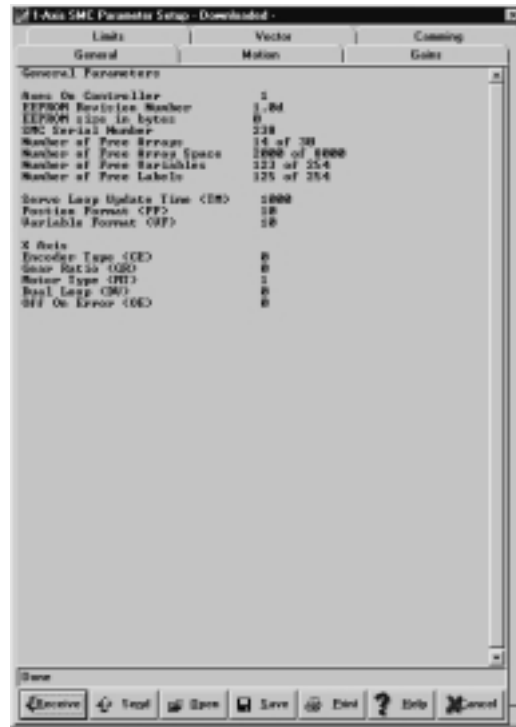 1-Axis SMC Parameter Setup - Downloaded -
Limits Vector Camming
General Motion Gains
General Parameters
Axes On Controller 1
EEPROM Revision Number 1.0d
EEPROM size in bytes 0
SMC Serial Number 230
Number of Free Arrays 14 of 30
Number of Free Array Space 2000 of 8000
Number of Free Variables 123 of 254
Number of Free Labels 125 of 254
Servo Loop Update Time (TM) 1000
Postion Format (PF) 10
Variable Format (VF) 10
X Axis
Encoder Type (CE) 0
Gear Ratio (GR) 0
Motor Type (MT) 1
Dual Loop (DV) 0
Off On Error (OE) 0
Done
Receive Send Open Save Print Help Cancel